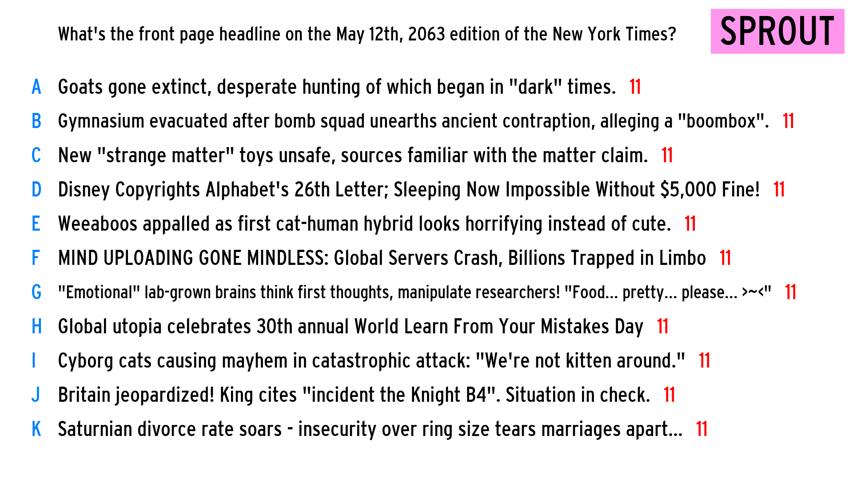 What's the front page headline on the May 12th, 2063 edition of the New York Times? SPROUT
A Goats gone extinct, desperate hunting of which began in "dark" times. 11
B Gymnasium evacuated after bomb squad unearths ancient contraption, alleging a "boombox". 11
C New "strange matter" toys unsafe, sources familiar with the matter claim. 11
D Disney Copyrights Alphabet's 26th Letter; Sleeping Now Impossible Without $5,000 Fine! 11
E Weeaboos appalled as first cat-human hybrid looks horrifying instead of cute. 11
F MIND UPLOADING GONE MINDLESS: Global Servers Crash, Billions Trapped in Limbo 11
G "Emotional" lab-grown brains think first thoughts, manipulate researchers! "Food... pretty... please... >~<" 11
H Global utopia celebrates 30th annual World Learn From Your Mistakes Day 11
I Cyborg cats causing mayhem in catastrophic attack: "We're not kitten around." 11
J Britain jeopardized! King cites "incident the Knight B4". Situation in check. 11
K Saturnian divorce rate soars - insecurity over ring size tears marriages apart... 11